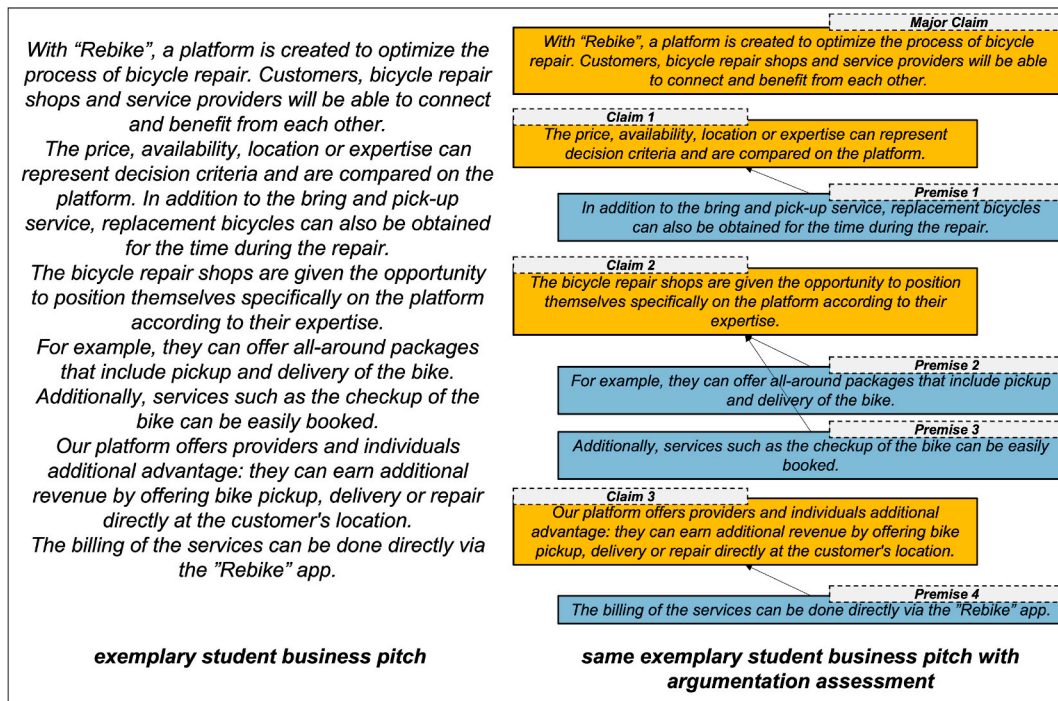 With “Rebike”, a platform is created to optimize the
process of bicycle repair. Customers, bicycle repair
shops and service providers will be able to connect
and benefit from each other.
The price, availability, location or expertise can
represent decision criteria and are compared on the
platform. In addition to the bring and pick-up
service, replacement bicycles can also be obtained
for the time during the repair.
The bicycle repair shops are given the opportunity
to position themselves specifically on the platform
according to their expertise.
For example, they can offer all-around packages
that include pickup and delivery of the bike.
Additionally, services such as the checkup of the
bike can be easily booked.
Our platform offers providers and individuals
additional advantage: they can earn additional
revenue by offering bike pickup, delivery or repair
directly at the customer's location.
The billing of the services can be done directly via
the ”Rebike” app.
exemplary student business pitch
Major Claim
With “Rebike”, a platform is created to optimize the process of bicycle
repair. Customers, bicycle repair shops and service providers will be able
to connect and benefit from each other.
Claim 1
The price, availability, location or expertise can represent
decision criteria and are compared on the platform.
Premise 1
In addition to the bring and pick-up service, replacement bicycles
can also be obtained for the time during the repair.
Claim 2
The bicycle repair shops are given the opportunity to position
themselves specifically on the platform according to their
expertise.
Premise 2
For example, they can offer all-around packages that include pickup
and delivery of the bike.
Premise 3
Additionally, services such as the checkup of the bike can be easily
booked.
Claim 3
Our platform offers providers and individuals additional
advantage: they can earn additional revenue by offering bike
pickup, delivery or repair directly at the customer's location.
Premise 4
The billing of the services can be done directly via the ”Rebike” app.
same exemplary student business pitch with
argumentation assessment